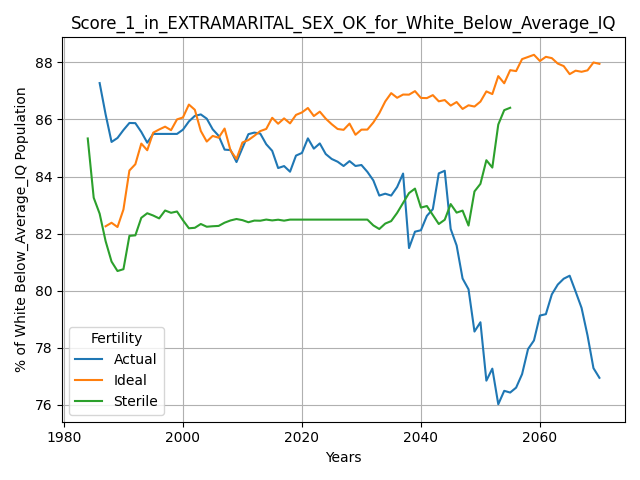 Score_1_in_EXTRAMARITAL_SEX_OK_for_White_Below_Average_IQ
% of White Below_Average_IQ Population
88
86
84
82
80
78
76
Fertility
Actual
Ideal
Sterile
1980 2000 2020 2040 2060
Years